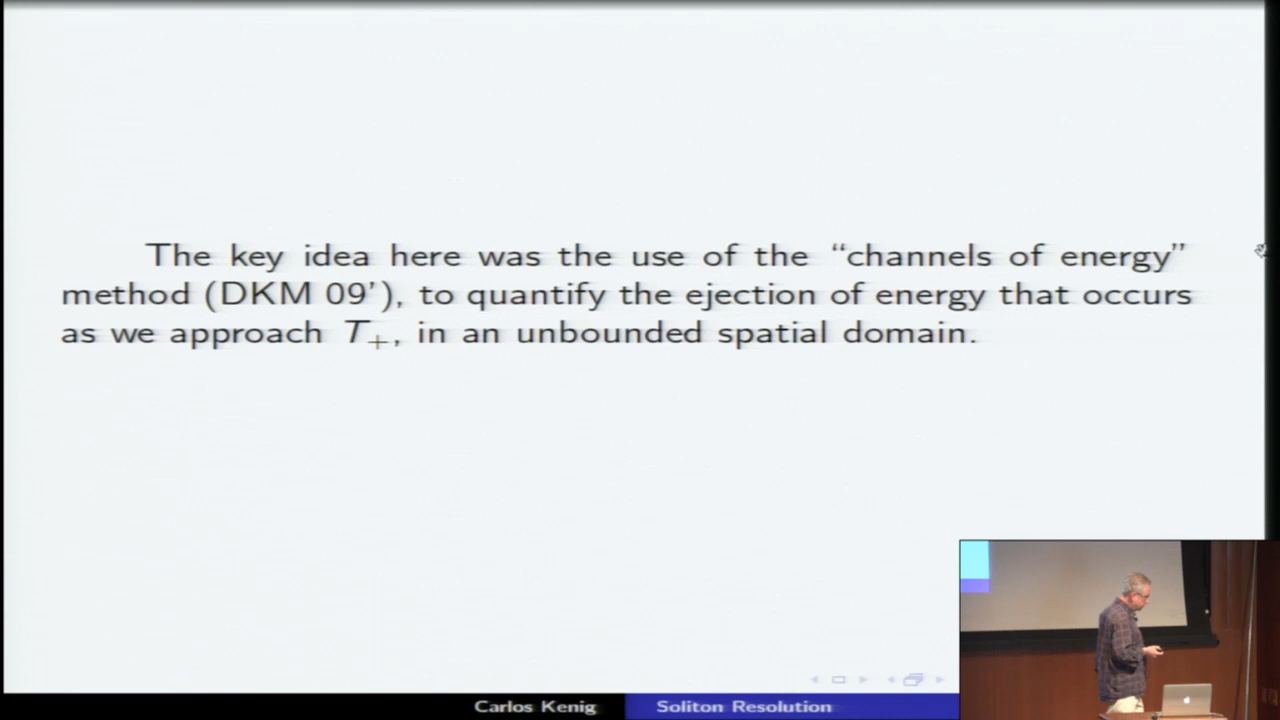 The key idea here was the use of the “channels of energy”
method (DKM 09’), to quantify the ejection of energy that occurs
as we approach T₊, in an unbounded spatial domain.
Carlos Kenig
Soliton Resolution